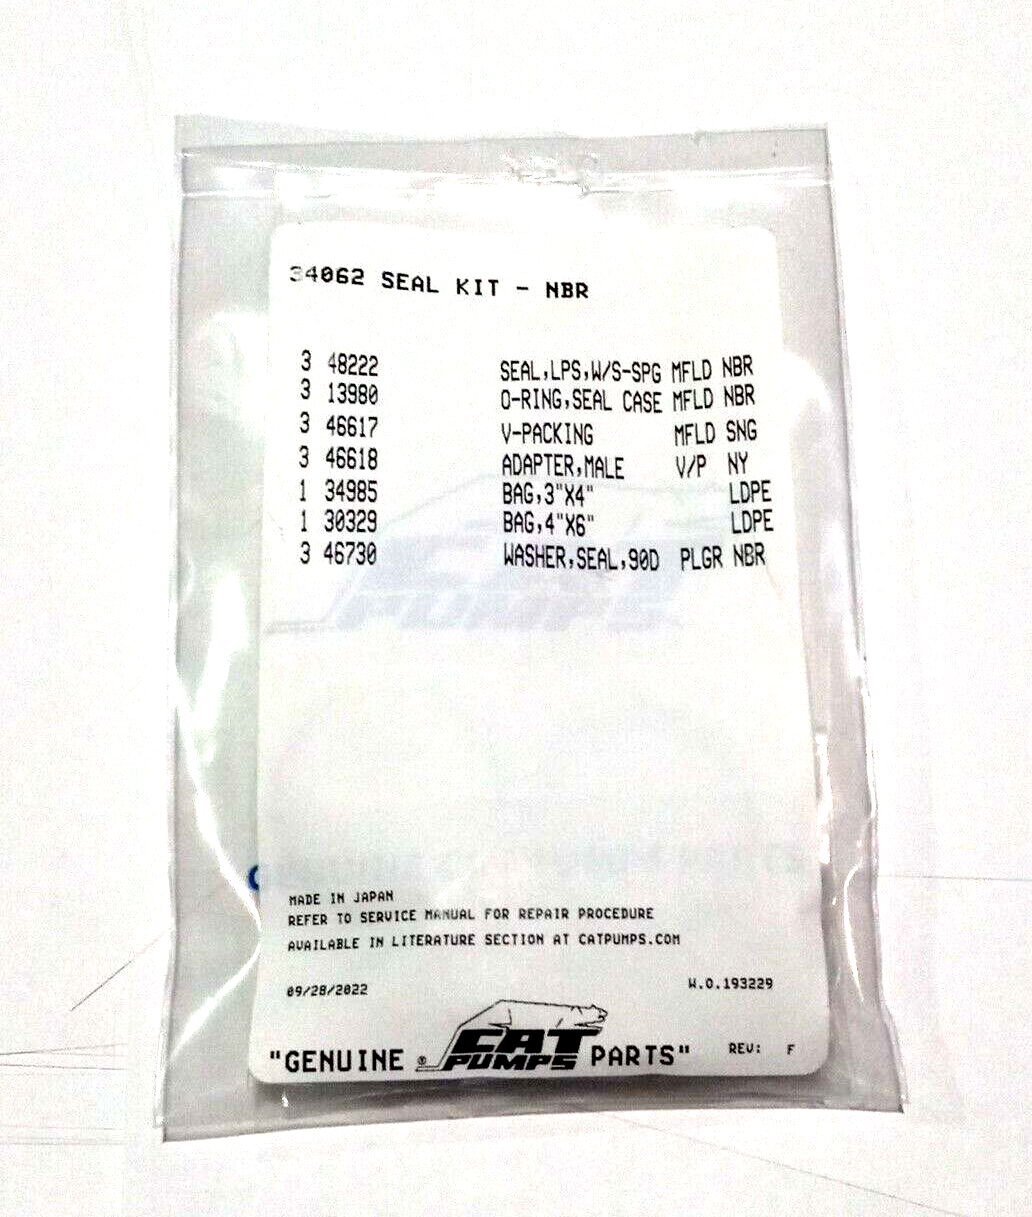 34062 SEAL KIT - NBR
3 48222 SEAL,LPS,W/S-SPG MFLD NBR
3 13980 O-RING,SEAL CASE MFLD NBR
3 46617 V-PACKING MFLD SNG
3 46618 ADAPTER,MALE V/P NY
1 34985 BAG,3"X4" LDPE
1 30329 BAG,4"X6" LDPE
3 46730 WASHER,SEAL,90D PLGR NBR
CAT
PUMPS
MADE IN JAPAN
REFER TO SERVICE MANUAL FOR REPAIR PROCEDURE
AVAILABLE IN LITERATURE SECTION AT CATPUMPS.COM
09/28/2022 W.O.193229
"GENUINE ® CAT PUMPS PARTS" REV: F